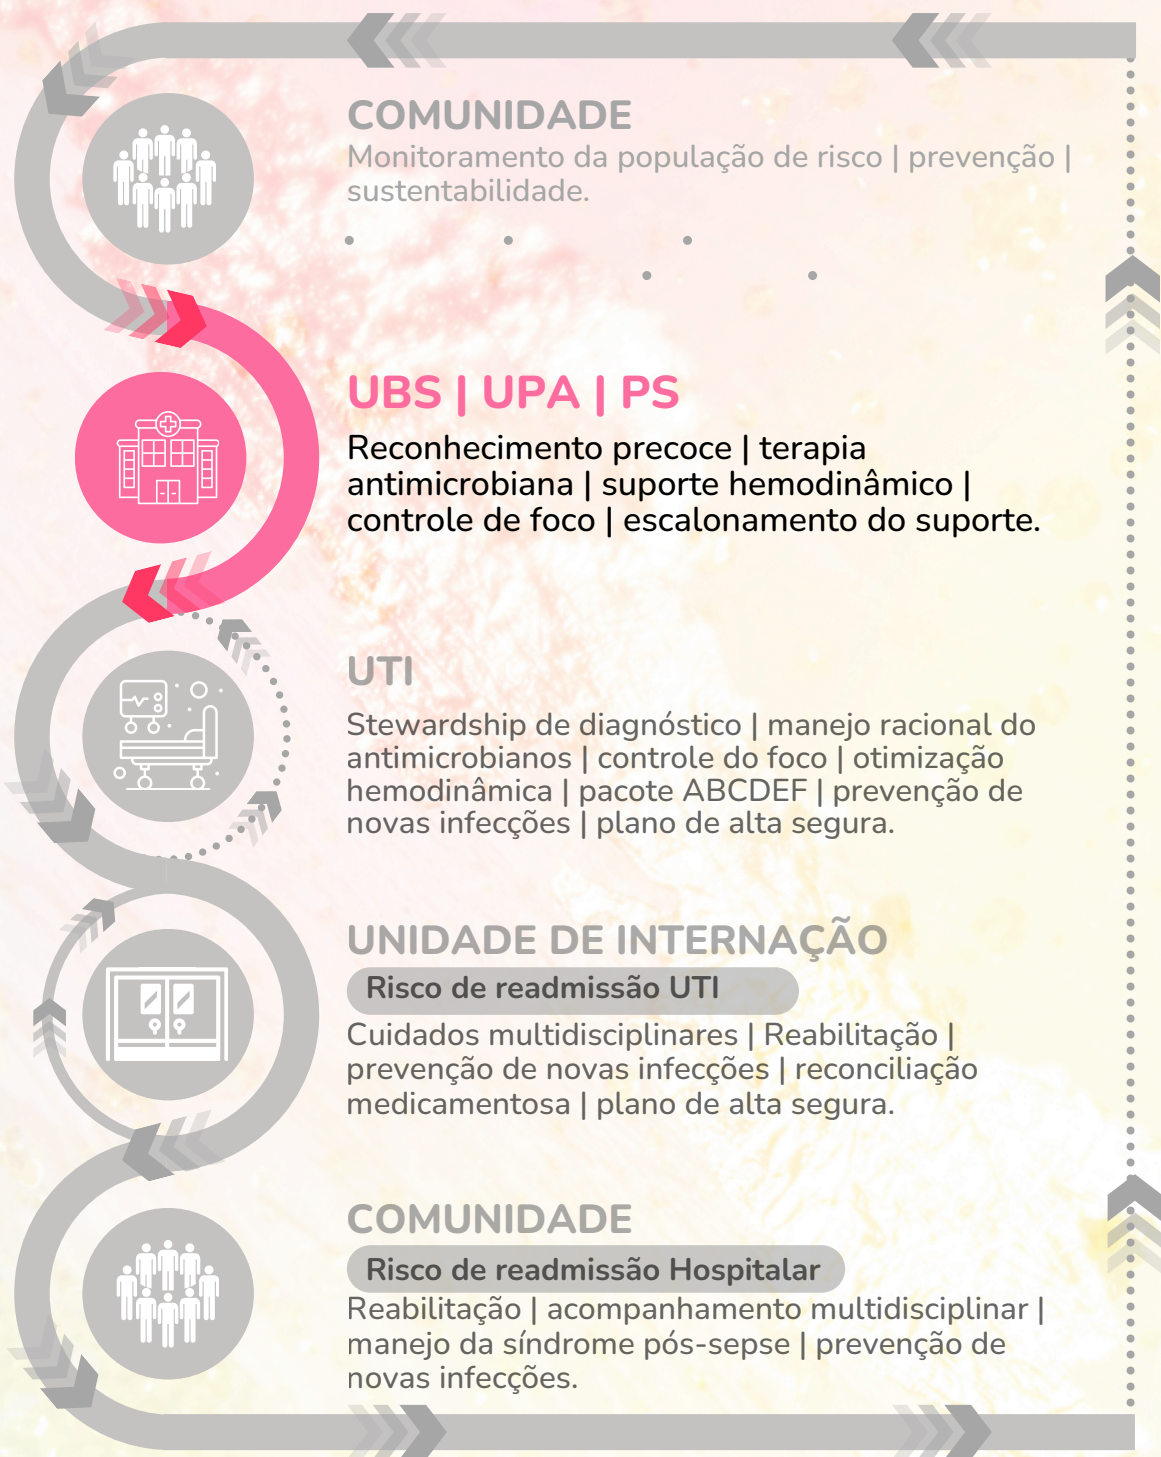 COMUNIDADE
Monitoramento da população de risco | prevenção |
sustentabilidade.
UBS | UPA | PS
Reconhecimento precoce | terapia
antimicrobiana | suporte hemodinâmico |
controle de foco | escalonamento do suporte.
UTI
Stewardship de diagnóstico | manejo racional do
antimicrobianos | controle do foco | otimização
hemodinâmica | pacote ABCDEF | prevenção de
novas infecções | plano de alta segura.
UNIDADE DE INTERNAÇÃO
Risco de readmissão UTI
Cuidados multidisciplinares | Reabilitação |
prevenção de novas infecções | reconciliação
medicamentosa | plano de alta segura.
COMUNIDADE
Risco de readmissão Hospitalar
Reabilitação | acompanhamento multidisciplinar |
manejo da síndrome pós-sepse | prevenção de
novas infecções.